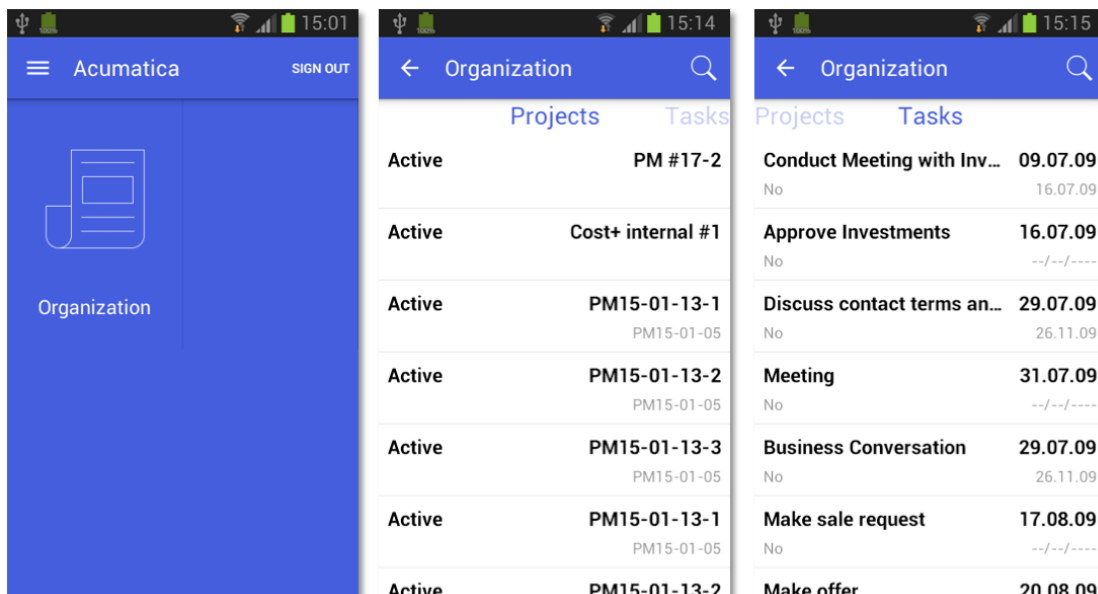 15:01
Acumatica SIGN OUT
Organization
15:14
Organization
Projects Tasks
Active PM #17-2
Active Cost+ internal #1
Active PM15-01-13-1
PM15-01-05
Active PM15-01-13-2
PM15-01-05
Active PM15-01-13-3
PM15-01-05
Active PM15-01-13-1
PM15-01-05
Active PM15-01-13-2
15:15
Organization
Projects Tasks
Conduct Meeting with Inv... 09.07.09
No 16.07.09
Approve Investments 16.07.09
No --/--/----
Discuss contact terms an... 29.07.09
No 26.11.09
Meeting 31.07.09
No --/--/----
Business Conversation 29.07.09
No 26.11.09
Make sale request 17.08.09
No --/--/----
Make offer 20.08.09